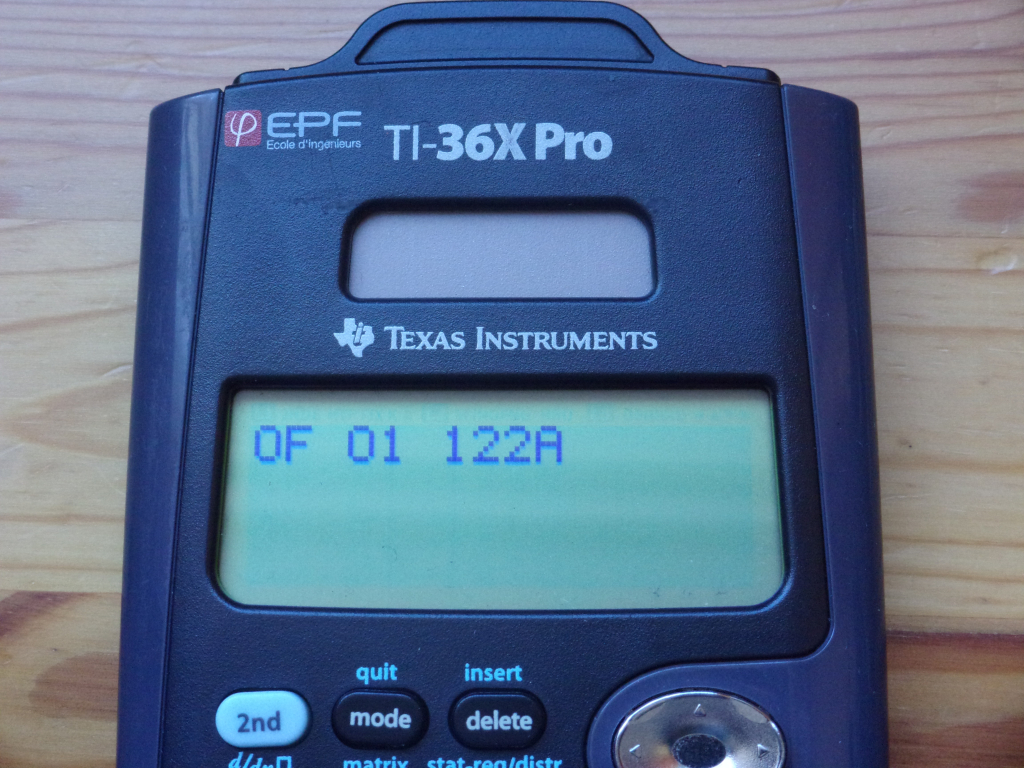 φ EPF
Ecole d'Ingenieurs
TI-36X Pro
TEXAS INSTRUMENTS
0F 01 122A
quit insert
2nd mode delete
matrix stat-reg/distr